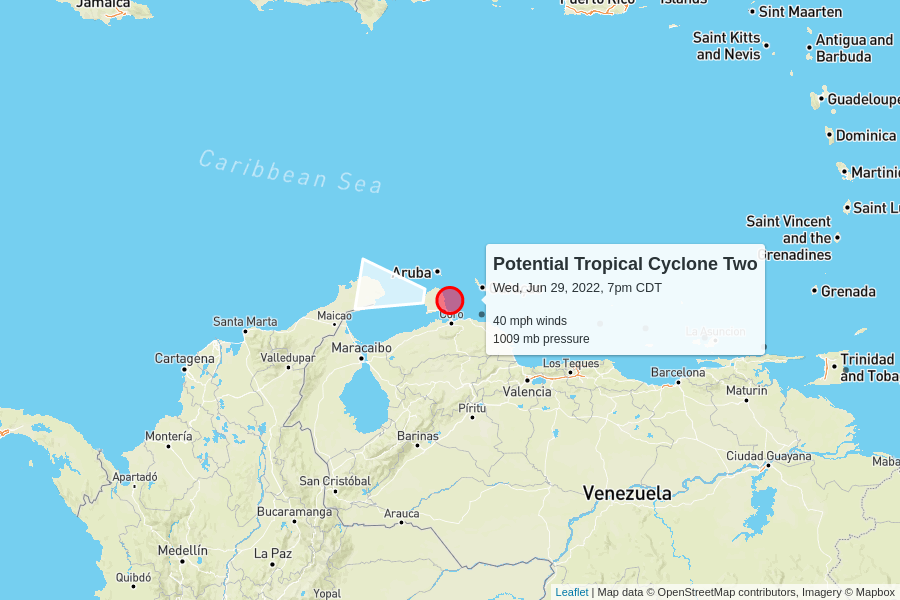 Jamaica
Puerto Rico
Islands
Sint Maarten
Saint Kitts
and Nevis
Antigua and
Barbuda
Guadeloupe
Dominica
Martini
Saint Lu
Caribbean Sea
Saint Vincent
and the
Grenadines
Grenada
Aruba
Potential Tropical Cyclone Two
Wed, Jun 29, 2022, 7pm CDT
40 mph winds
1009 mb pressure
Coro
La Asunción
Maicao
Santa Marta
Maracaibo
Valledupar
Cartagena
Los Teques
Barcelona
Trinidad
and Toba
Valencia
Maturin
Píritu
Montería
Barinas
Ciudad Guayana
Maba
Apartadó
San Cristóbal
Venezuela
Bucaramanga
Arauca
Medellín
La Paz
Quibdó
Yopal
Leaflet | Map data © OpenStreetMap contributors, Imagery © Mapbox